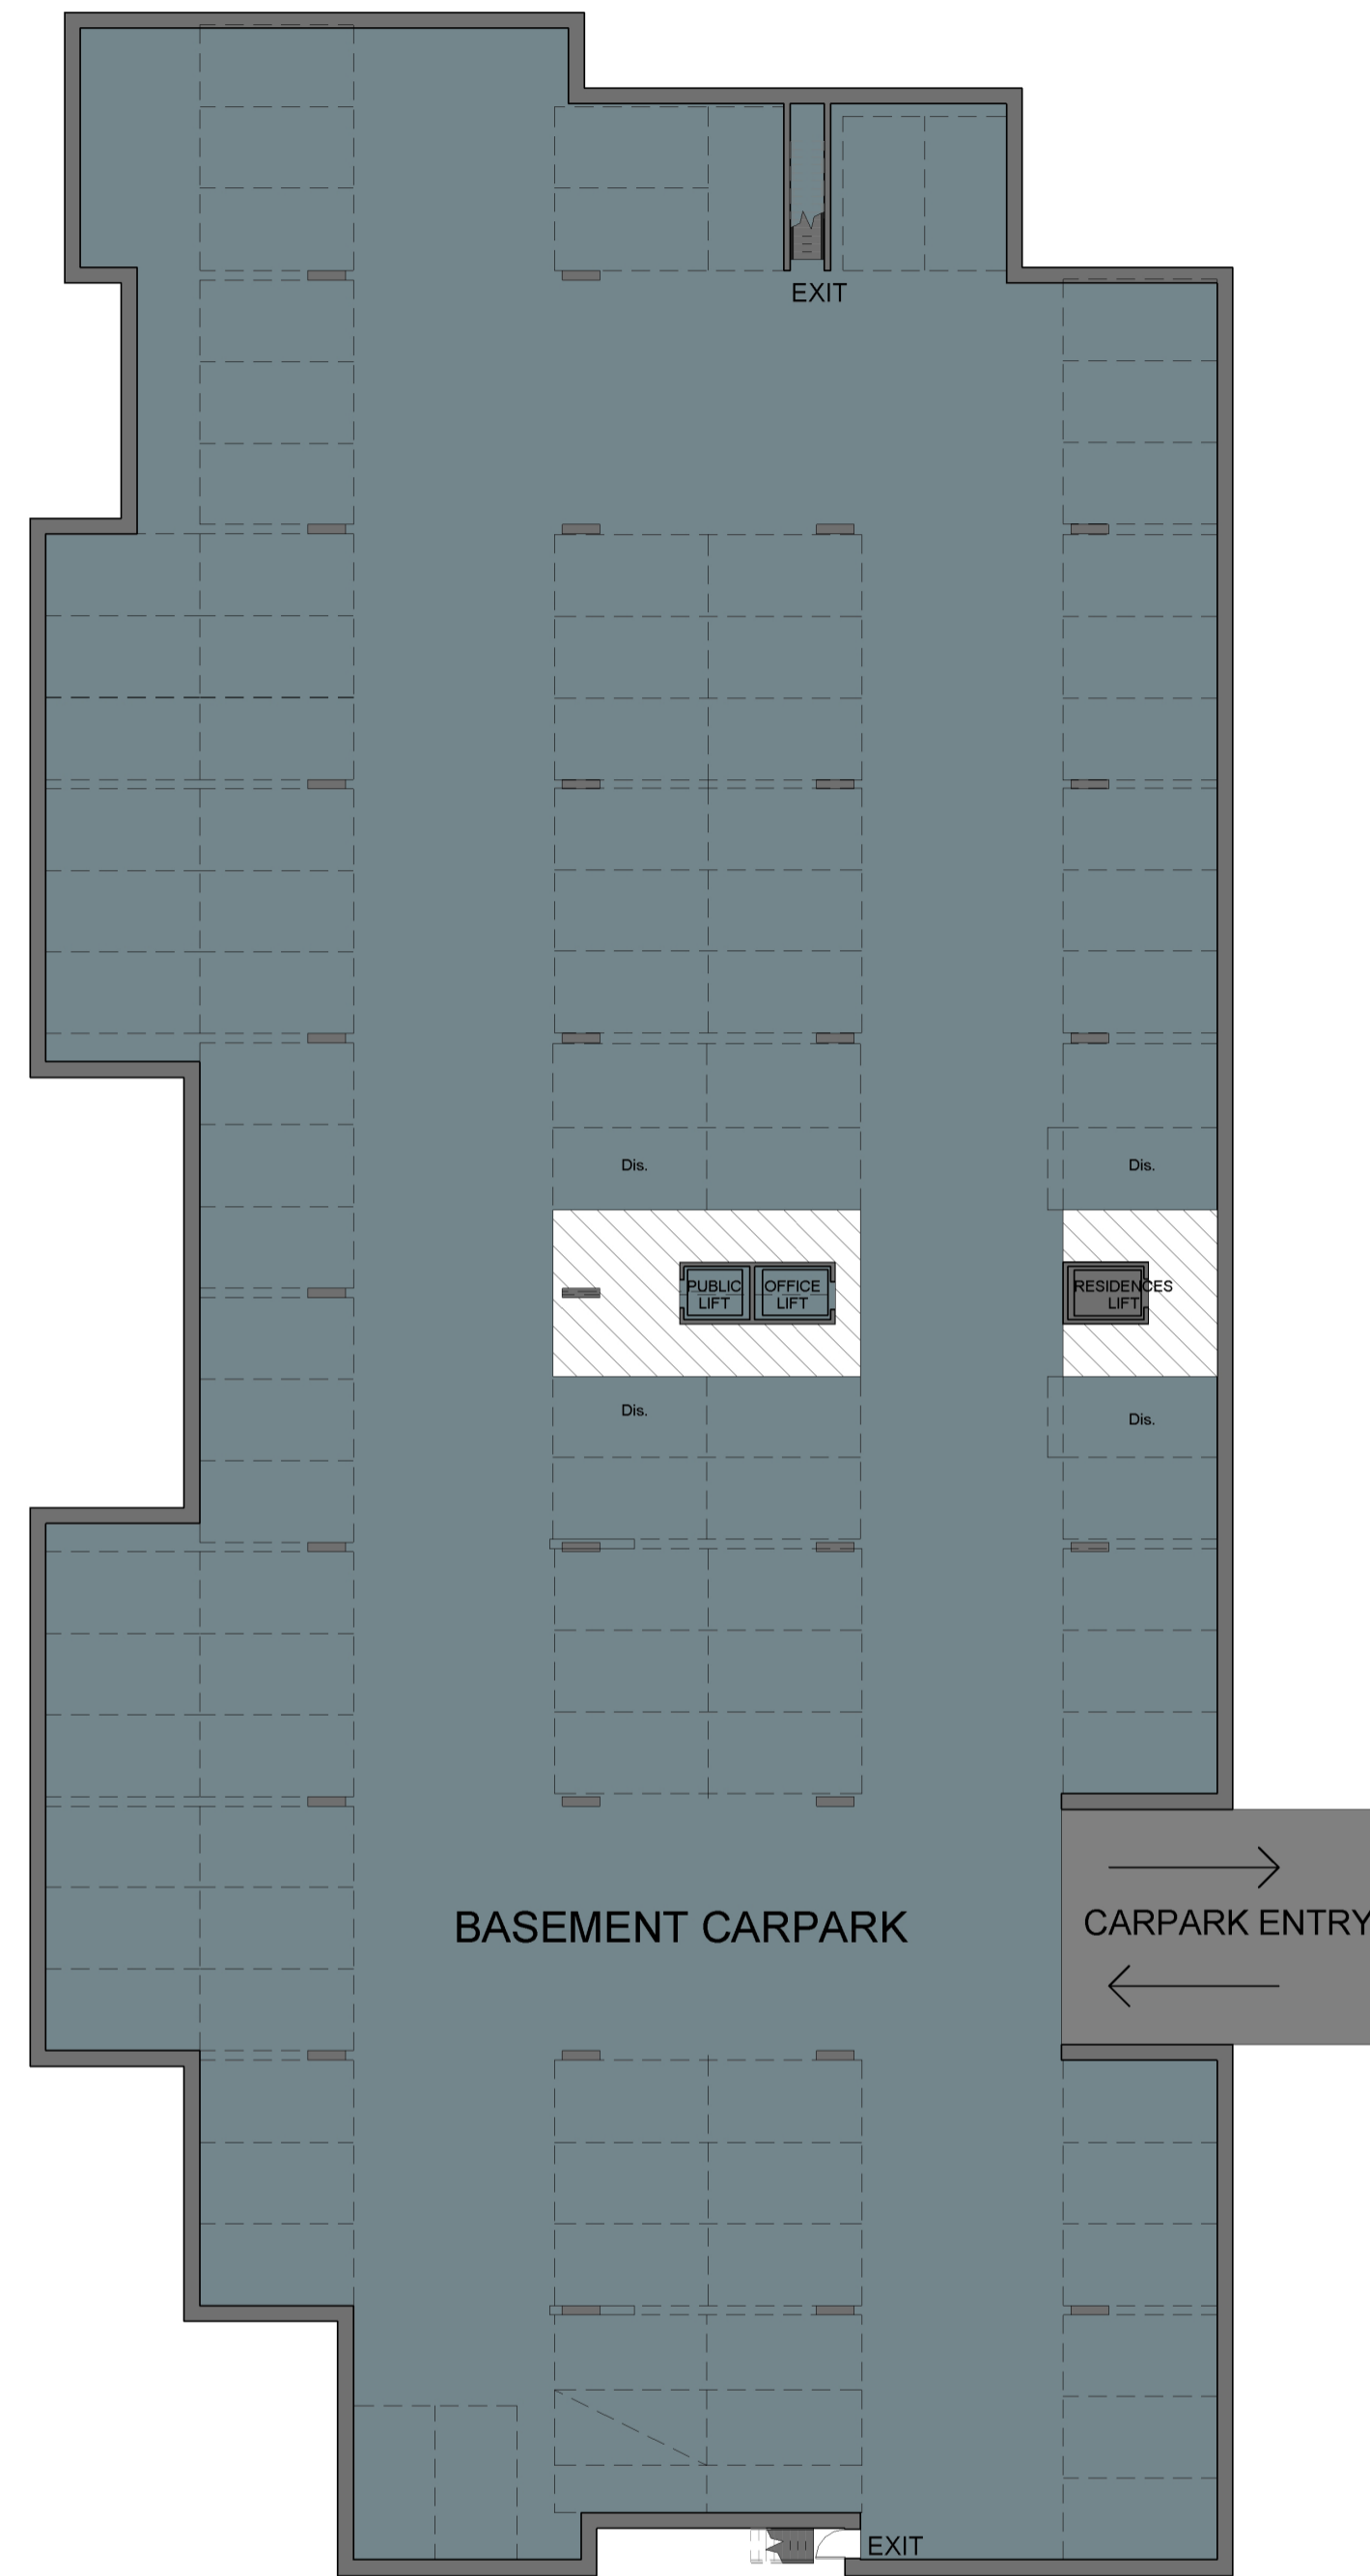 EXIT
Dis.
Dis.
PUBLIC
LIFT
OFFICE
LIFT
RESIDENCES
LIFT
Dis.
Dis.
BASEMENT CARPARK
CARPARK ENTRY
EXIT